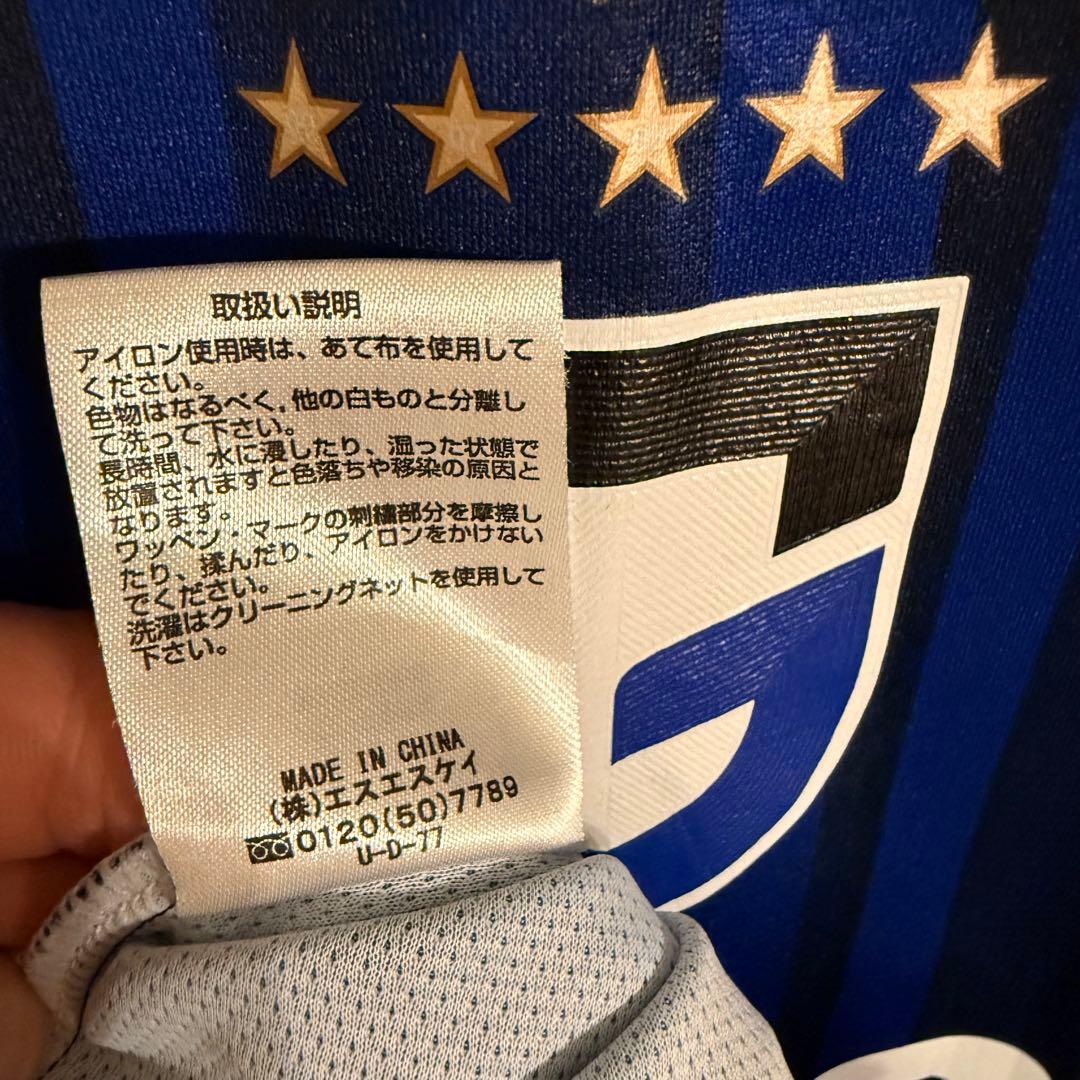 取扱い説明
アイロン使用時は、あて布を使用して
ください。
色物はなるべく,他の白ものと分離し
て洗って下さい。
長時間、水に浸したり、湿った状態で
放置されますと色落ちや移染の原因と
なります。
ワッペン・マークの刺繍部分を摩擦し
たり、揉んだり、アイロンをかけない
でください。
洗濯はクリーニングネットを使用して
下さい。
MADE IN CHINA
(株)エスエスケイ
0120(50)7789
U-D-77